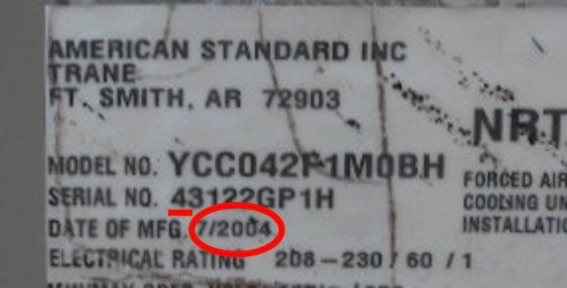 AMERICAN STANDARD INC
TRANE
FT. SMITH, AR 72903
NRT
MODEL NO. YCC042F1M0BH
FORCED AIR
SERIAL NO. 43122GP1H
COOLING UN
DATE OF MFG. 7/2004
INSTALLATIO
ELECTRICAL RATING 208-230 / 60 / 1